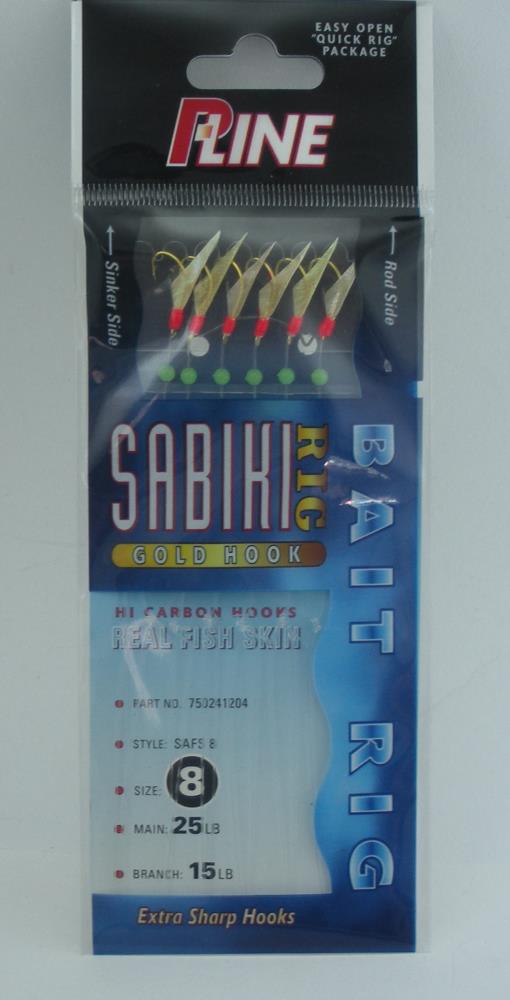 EASY OPEN
"QUICK RIG"
PACKAGE
P-LINE
Sinker Side
Rod Side
SABIKI RIG
GOLD HOOK
BAIT RIG
HI CARBON HOOKS
REAL FISH SKIN
PART NO. 750241204
STYLE: SAFS 8
SIZE: 8
MAIN: 25LB
BRANCH: 15LB
Extra Sharp Hooks